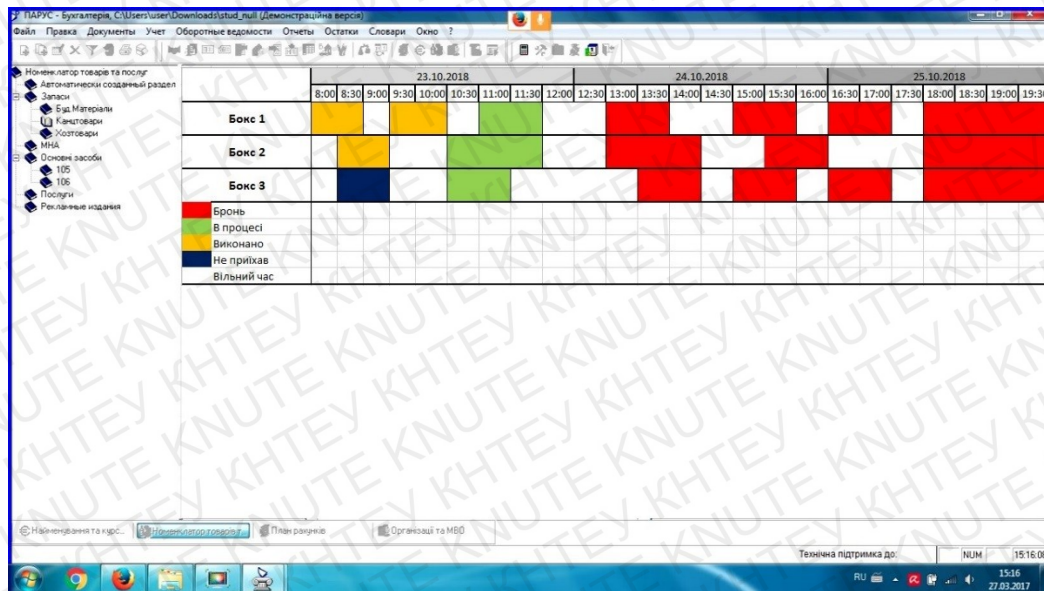 ПАРУС - Бухгалтерія, C:\Users\user\Downloads\stud_null (Демонстраційна версія)
Файл Правка Документы Учет Оборотные ведомости Отчеты Остатки Словари Окно ?
Номенклатор товарів та послуг
Автоматически созданный раздел
Запаси
Буд.Матеріали
Канцтовари
Хозтовари
МНА
Основні засоби
105
106
Послуги
Рекламные издания
23.10.2018 24.10.2018 25.10.2018
8:00 8:30 9:00 9:30 10:00 10:30 11:00 11:30 12:00 12:30 13:00 13:30 14:00 14:30 15:00 15:30 16:00 16:30 17:00 17:30 18:00 18:30 19:00 19:30
Бокс 1
Бокс 2
Бокс 3
Бронь
В процесі
Виконано
Не приїхав
Вільний час
Найменування та курс... Номенклатор товарів т... План рахунків Організації та МВО
Технічна підтримка до: NUM 15:16:08
RU 15:16
27.03.2017
KNUTE КНТЕУ